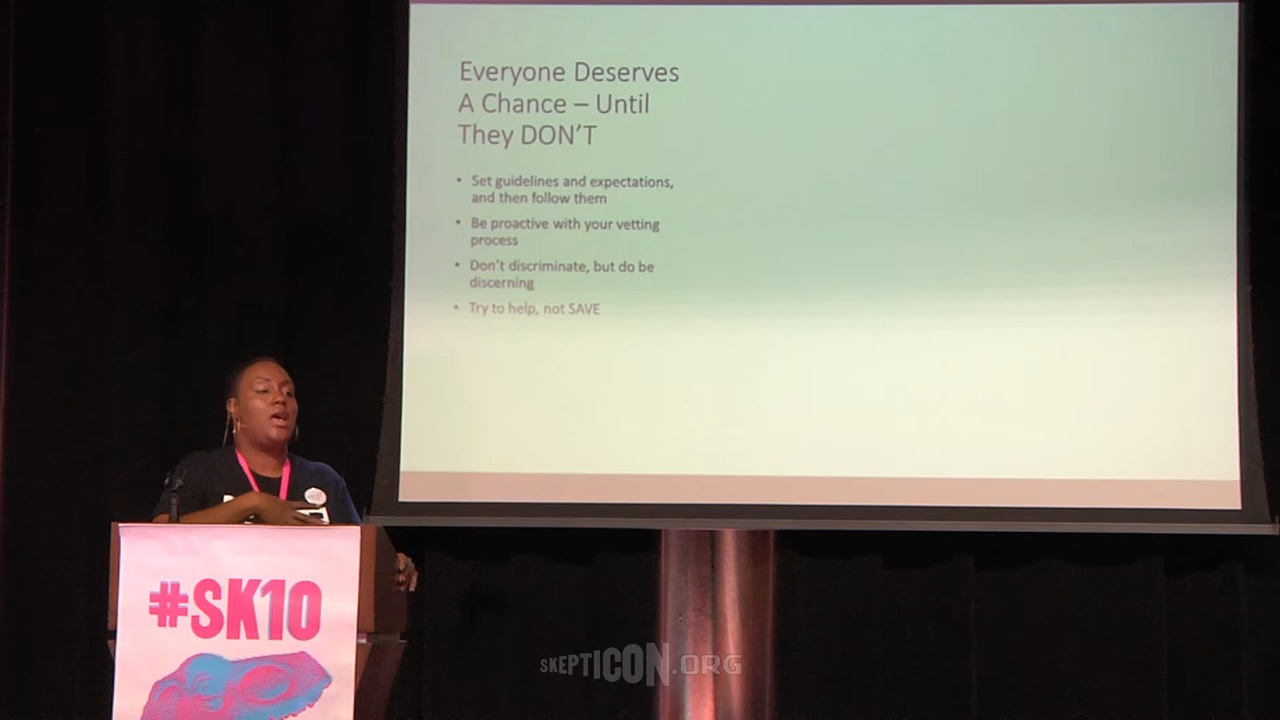 Everyone Deserves
A Chance – Until
They DON'T
• Set guidelines and expectations,
and then follow them
• Be proactive with your vetting
process
• Don't discriminate, but do be
discerning
• Try to help, not SAVE
#SK10
SKEPTICON.ORG